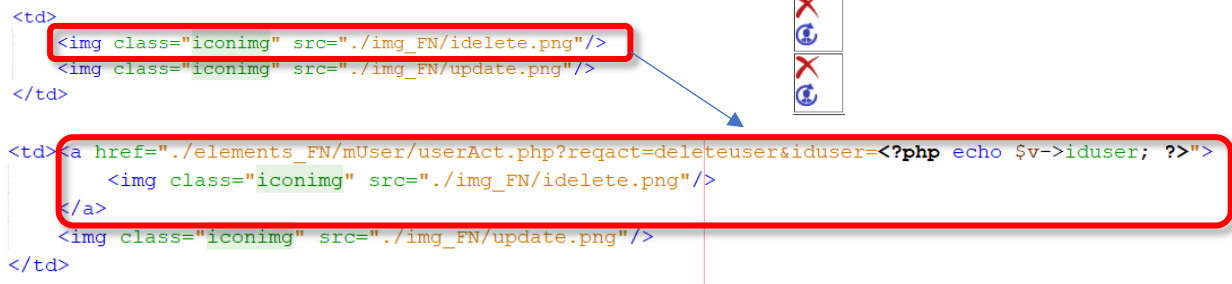 <td>
<img class="iconimg" src="./img_FN/idelete.png"/>
<img class="iconimg" src="./img_FN/update.png"/>
</td>
<td><a href="./elements_FN/mUser/userAct.php?reqact=deleteuser&iduser=<?php echo $v->iduser; ?>">
<img class="iconimg" src="./img_FN/idelete.png"/>
</a>
<img class="iconimg" src="./img_FN/update.png"/>
</td>